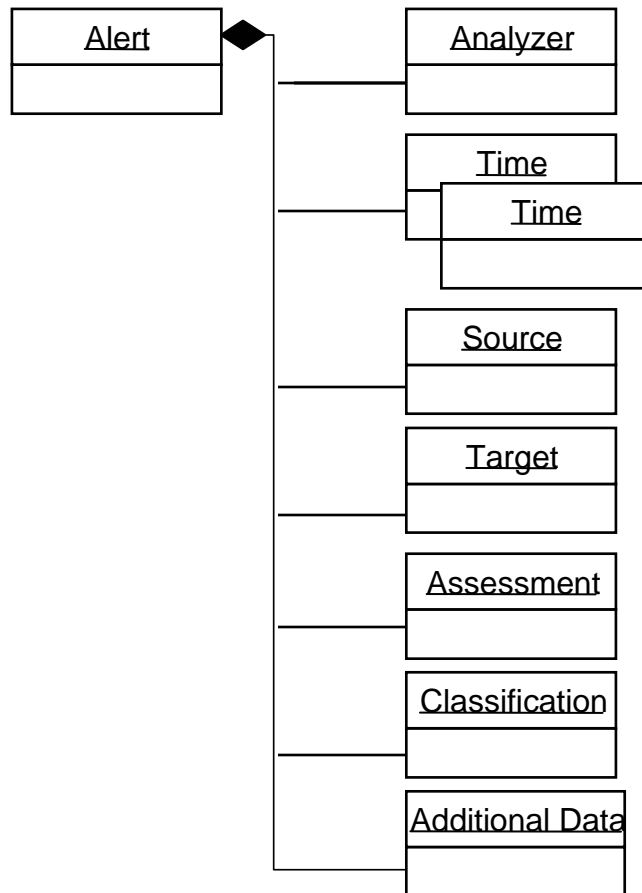 Alert
Analyzer
Time
Time
Source
Target
Assessment
Classification
Additional Data